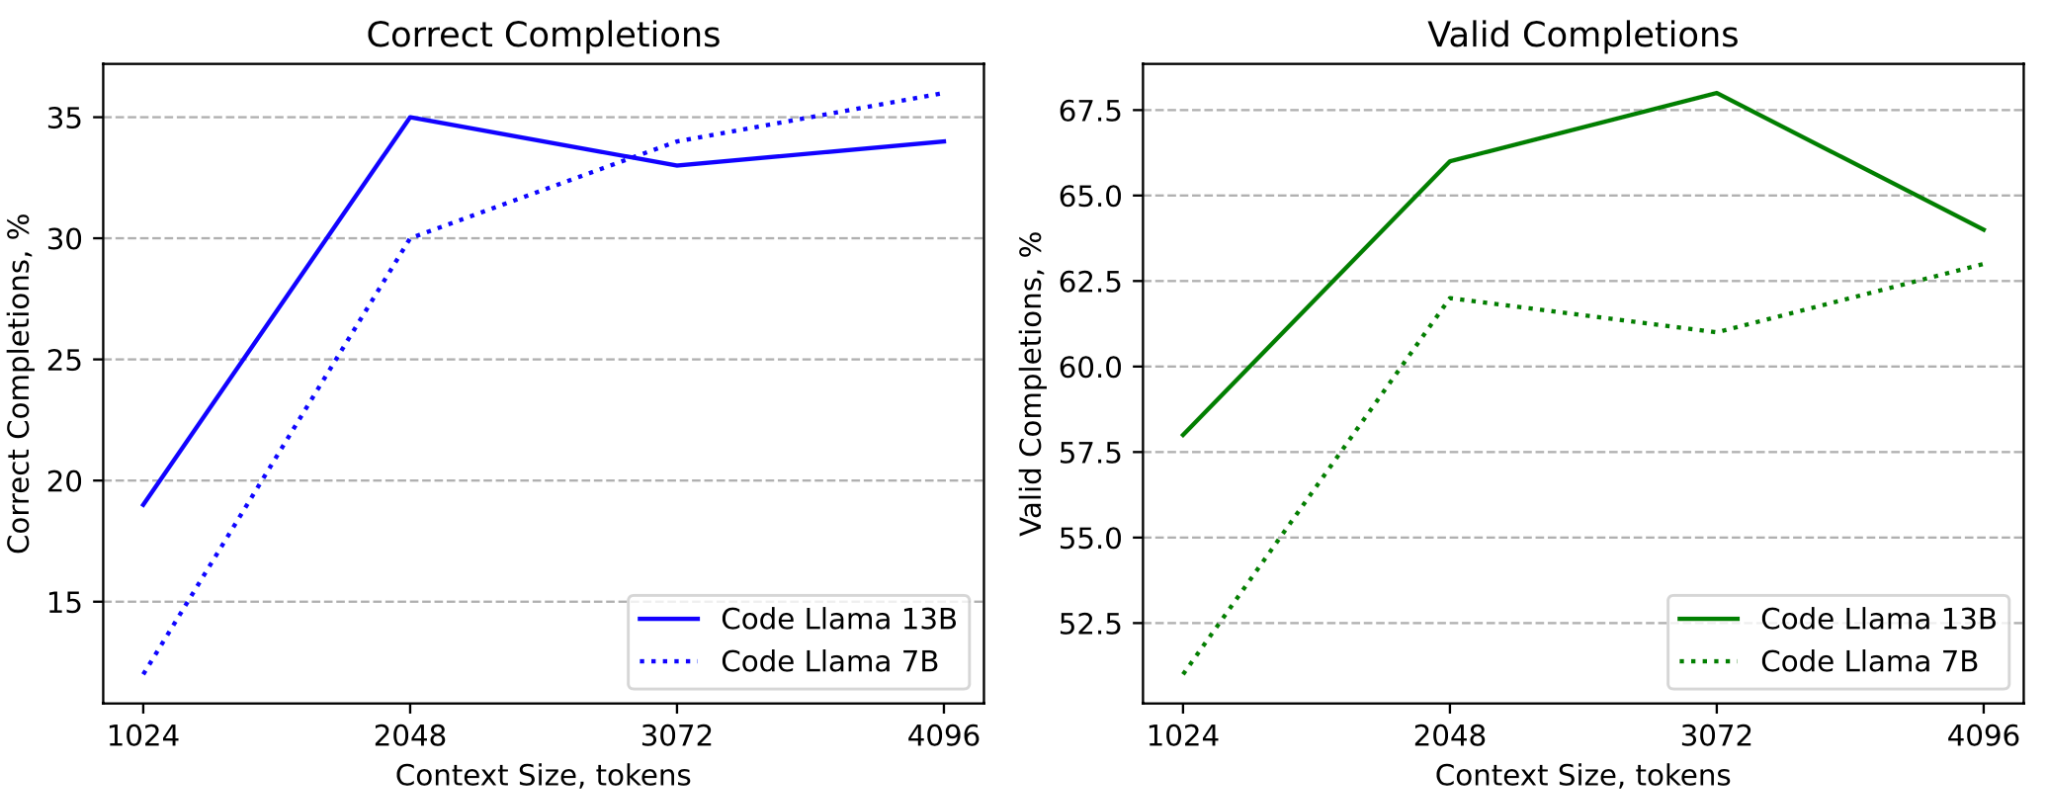 Correct Completions
Correct Completions, %
35
30
25
20
15
Code Llama 13B
Code Llama 7B
1024 2048 3072 4096
Context Size, tokens
Valid Completions
Valid Completions, %
67.5
65.0
62.5
60.0
57.5
55.0
52.5
Code Llama 13B
Code Llama 7B
1024 2048 3072 4096
Context Size, tokens